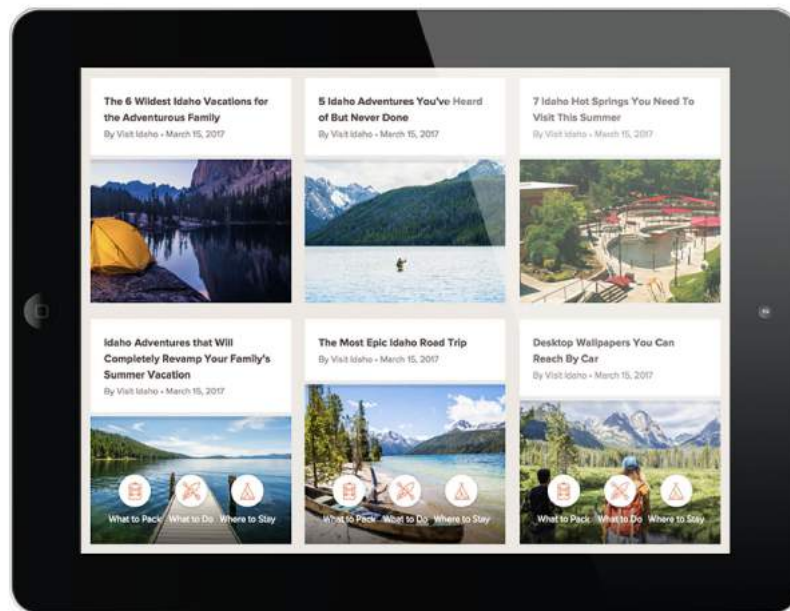 The 6 Wildest Idaho Vacations for
the Adventurous Family
By Visit Idaho • March 15, 2017
5 Idaho Adventures You've Heard
of But Never Done
By Visit Idaho • March 15, 2017
7 Idaho Hot Springs You Need To
Visit This Summer
By Visit Idaho • March 15, 2017
Idaho Adventures that Will
Completely Revamp Your Family's
Summer Vacation
By Visit Idaho • March 15, 2017
What to Pack What to Do Where to Stay
The Most Epic Idaho Road Trip
By Visit Idaho • March 15, 2017
What to Pack What to Do Where to Stay
Desktop Wallpapers You Can
Reach By Car
By Visit Idaho • March 15, 2017
What to Pack What to Do Where to Stay